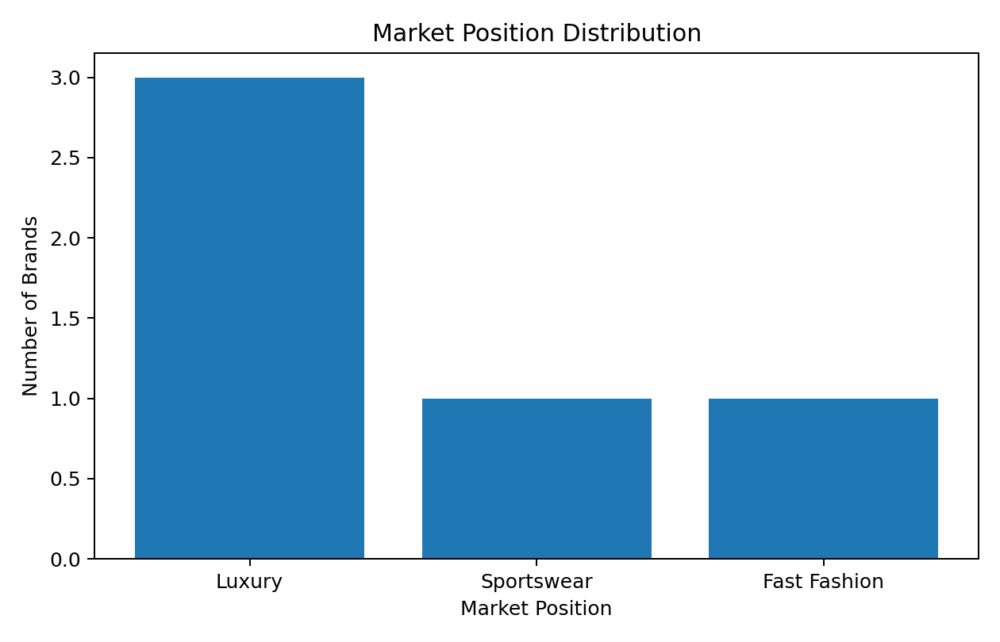 Market Position Distribution
Number of Brands
3.0
2.5
2.0
1.5
1.0
0.5
0.0
Luxury
Sportswear
Fast Fashion
Market Position